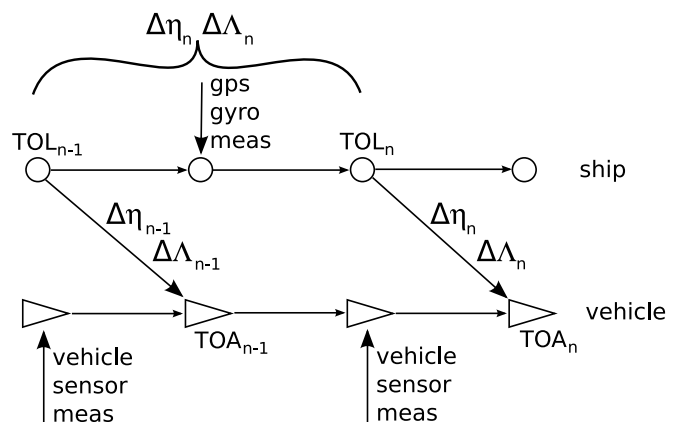 Δη_n ΔΛ_n
gps
gyro
meas
TOL_n-1
TOL_n
ship
Δη_n-1
ΔΛ_n-1
Δη_n
ΔΛ_n
vehicle
TOA_n-1
TOA_n
vehicle
sensor
meas
vehicle
sensor
meas